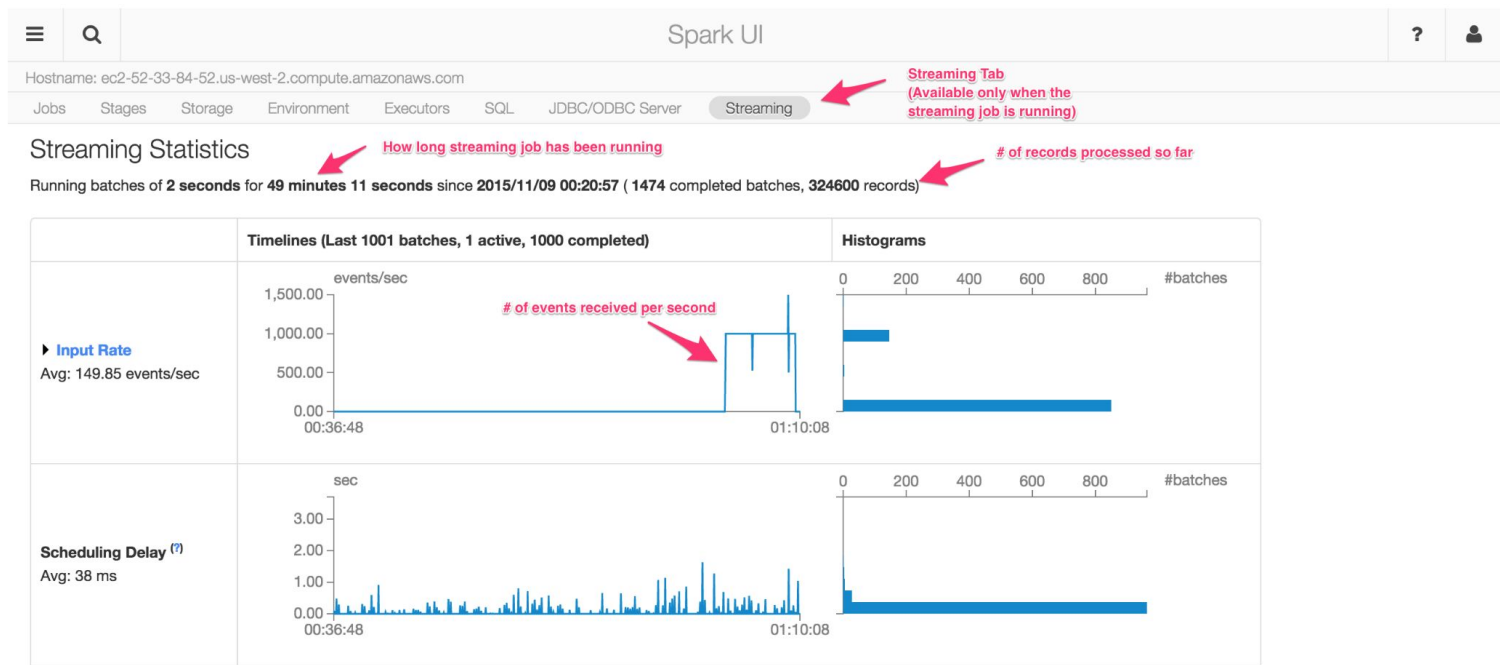 Spark UI
?
Hostname: ec2-52-33-84-52.us-west-2.compute.amazonaws.com
Jobs Stages Storage Environment Executors SQL JDBC/ODBC Server Streaming
Streaming Tab
(Available only when the
streaming job is running)
Streaming Statistics
How long streaming job has been running
# of records processed so far
Running batches of 2 seconds for 49 minutes 11 seconds since 2015/11/09 00:20:57 ( 1474 completed batches, 324600 records)
Timelines (Last 1001 batches, 1 active, 1000 completed)
Histograms
Input Rate
Avg: 149.85 events/sec
events/sec
1,500.00
1,000.00
500.00
0.00
00:36:48 01:10:08
# of events received per second
0 200 400 600 800 #batches
Scheduling Delay (?)
Avg: 38 ms
sec
3.00
2.00
1.00
0.00
00:36:48 01:10:08
0 200 400 600 800 #batches